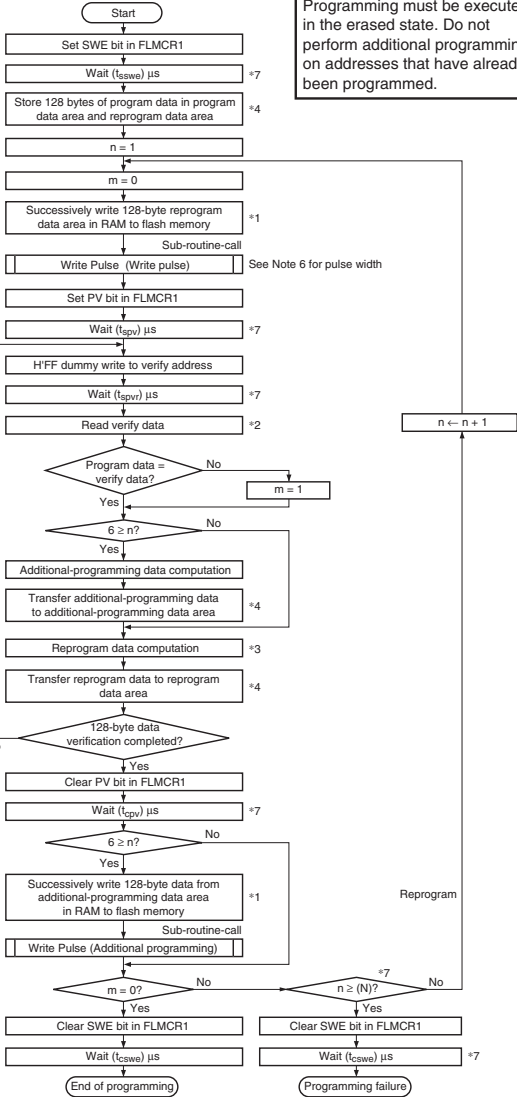 Start
Programming must be execute
in the erased state. Do not
perform additional programmin
on addresses that have alread
been programmed.
Set SWE bit in FLMCR1
Wait (tsswe) μs *7
Store 128 bytes of program data in program
data area and reprogram data area *4
n = 1
m = 0
Successively write 128-byte reprogram
data area in RAM to flash memory *1
Sub-routine-call
Write Pulse (Write pulse) See Note 6 for pulse width
Set PV bit in FLMCR1
Wait (tspv) μs *7
H'FF dummy write to verify address
Wait (tspvr) μs *7
Read verify data *2
n ← n + 1
Program data =
verify data?
No
m = 1
Yes
6 ≥ n?
No
Yes
Additional-programming data computation
Transfer additional-programming data
to additional-programming data area *4
Reprogram data computation *3
Transfer reprogram data to reprogram
data area *4
128-byte data
verification completed?
Yes
Clear PV bit in FLMCR1
Wait (tcpv) μs *7
6 ≥ n?
No
Yes
Successively write 128-byte data from
additional-programming data area
in RAM to flash memory *1
Reprogram
Sub-routine-call
Write Pulse (Additional programming)
m = 0?
No
n ≥ (N)?
*7
No
Yes
Yes
Clear SWE bit in FLMCR1
Clear SWE bit in FLMCR1
Wait (tcswe) μs
Wait (tcswe) μs *7
End of programming
Programming failure